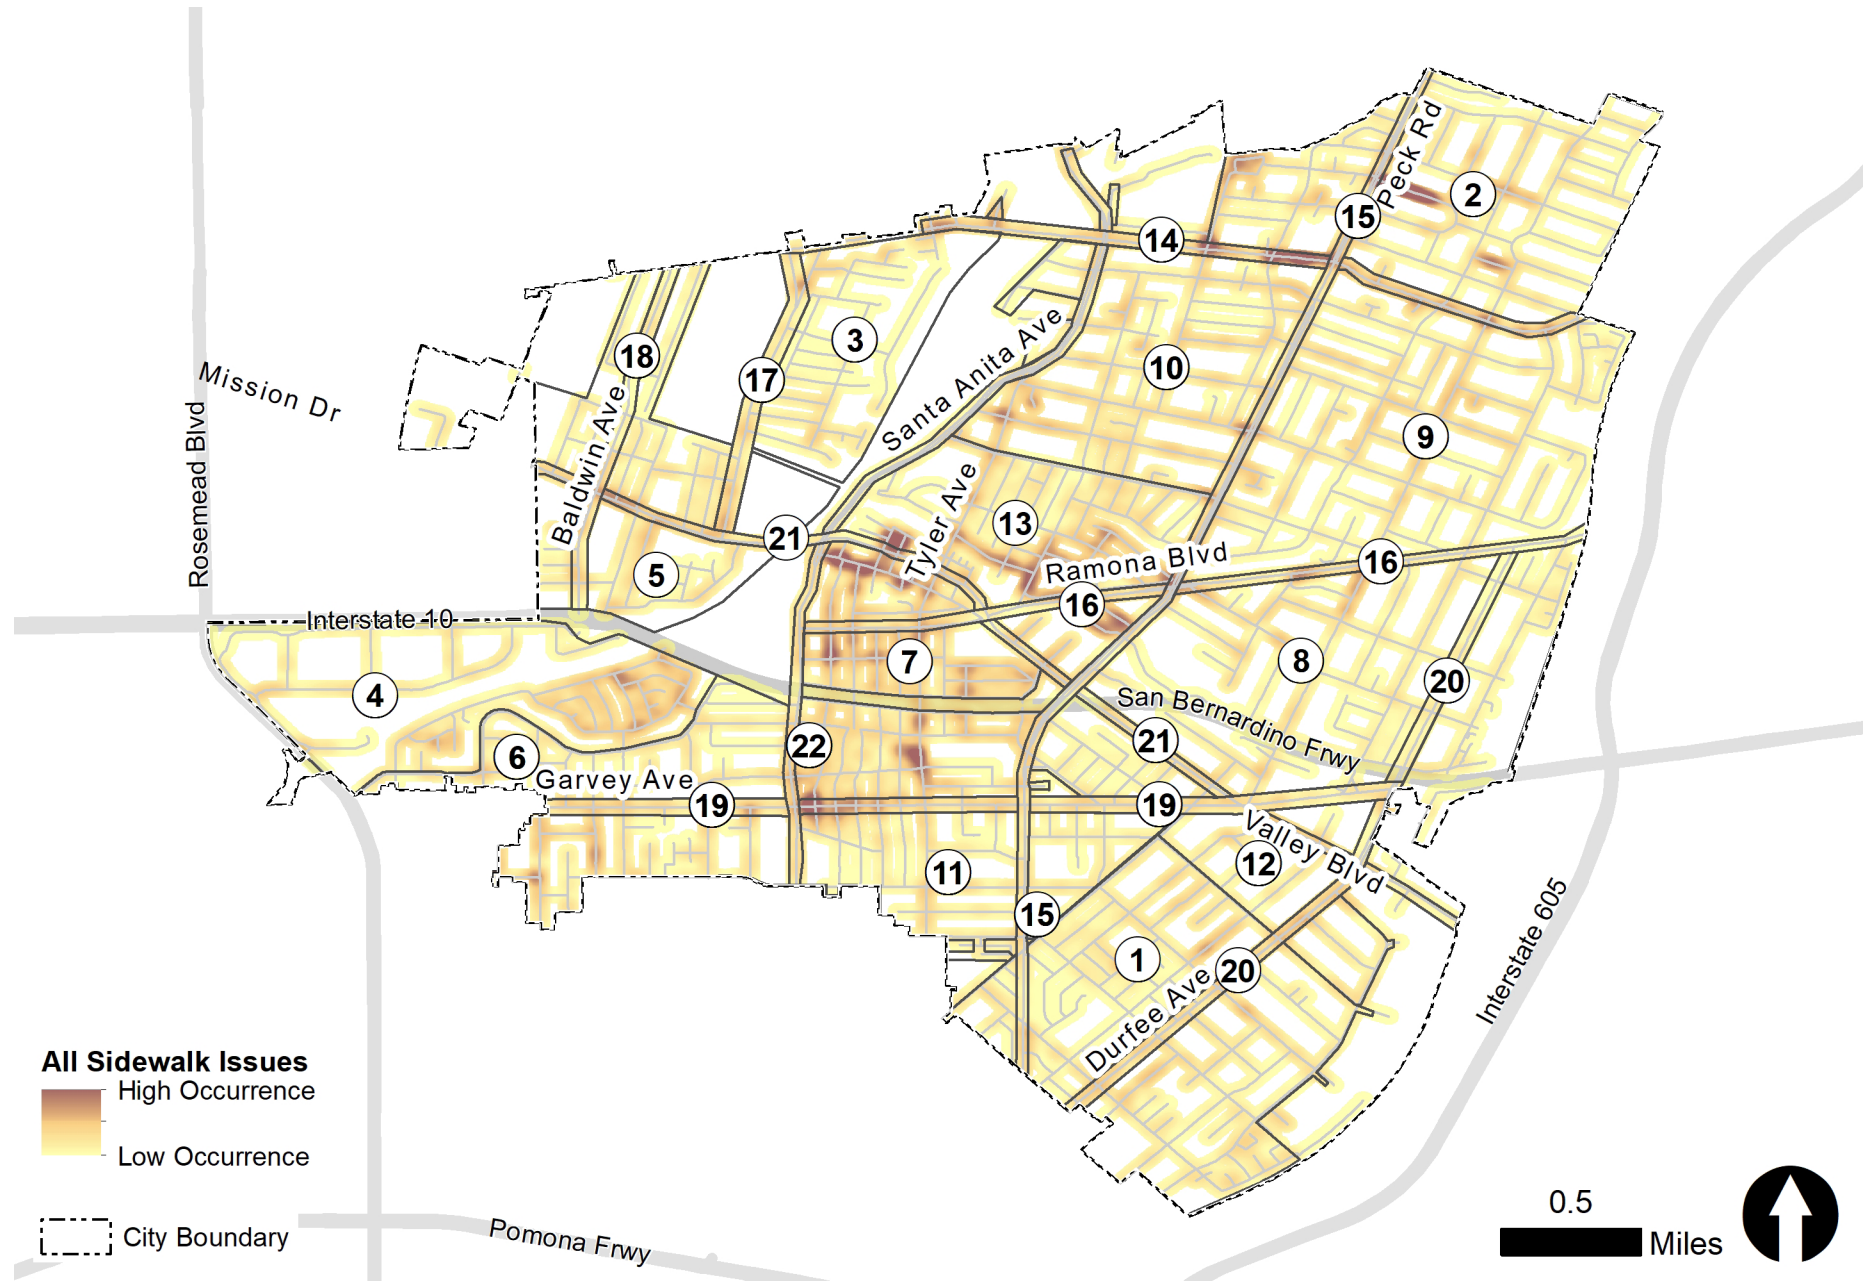 Peck Rd
2
15
14
Santa Anita Ave
3
18
10
17
Mission Dr
Rosemead Blvd
Baldwin Ave
9
Tyler Ave
13
21
Ramona Blvd
16
5
16
Interstate 10
7
8
20
4
San Bernardino Frwy
22
21
6
Garvey Ave
19
19
Valley Blvd
12
11
15
1
20
Durfee Ave
Interstate 605
All Sidewalk Issues
High Occurrence
Low Occurrence
City Boundary
Pomona Frwy
0.5
Miles